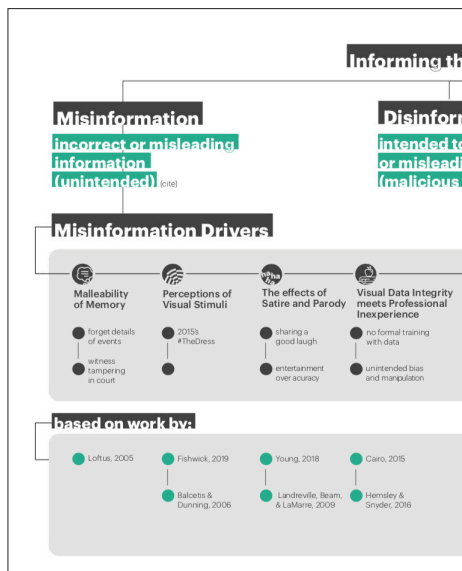 Informing th
Misinformation
incorrect or misleading
information
(unintended) (cite)
Disinforn
intended to
or misleadi
(malicious
Misinformation Drivers
Malleability
of Memory
forget details
of events
witness
tampering
in court
Perceptions of
Visual Stimuli
2015's
#TheDress
ha
ha
ha
The effects of
Satire and Parody
sharing a
good laugh
entertainment
over acuracy
Visual Data Integrity
meets Professional
Inexperience
no formal training
with data
unintended bias
and manipulation
based on work by:
Loftus, 2005
Fishwick, 2019
Balcetis &
Dunning, 2006
Young, 2018
Landreville, Beam,
& LaMarre, 2009
Cairo, 2015
Hemsley &
Snyder, 2016